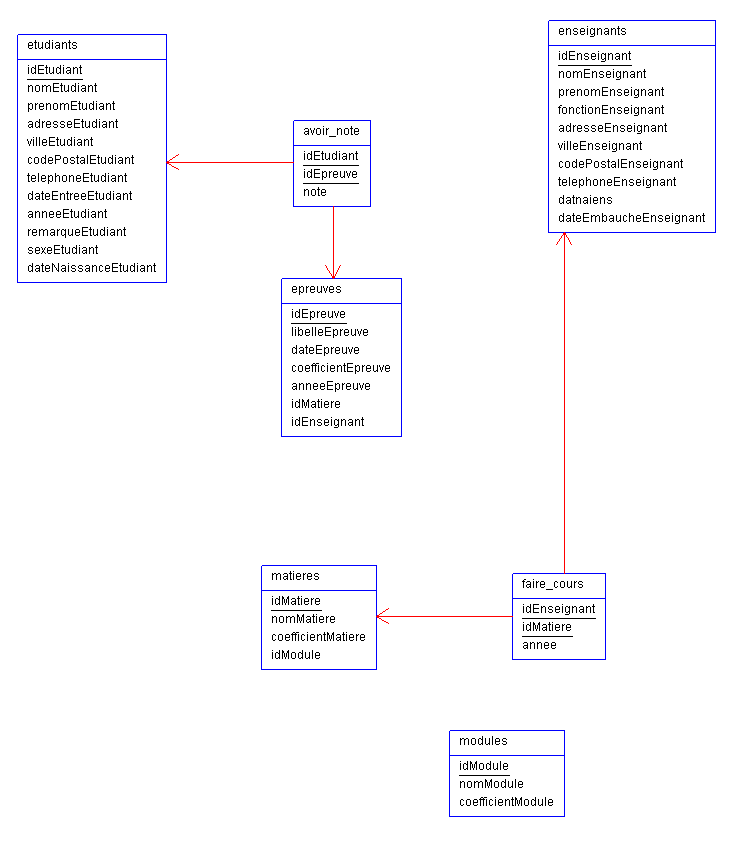 etudiants
idEtudiant
nomEtudiant
prenomEtudiant
adresseEtudiant
villeEtudiant
codePostalEtudiant
telephoneEtudiant
dateEntreeEtudiant
anneeEtudiant
remarqueEtudiant
sexeEtudiant
dateNaissanceEtudiant
avoir_note
idEtudiant
idEpreuve
note
enseignants
idEnseignant
nomEnseignant
prenomEnseignant
fonctionEnseignant
adresseEnseignant
villeEnseignant
codePostalEnseignant
telephoneEnseignant
datnaiens
dateEmbaucheEnseignant
epreuves
idEpreuve
libelleEpreuve
dateEpreuve
coefficientEpreuve
anneeEpreuve
idMatiere
idEnseignant
matieres
idMatiere
nomMatiere
coefficientMatiere
idModule
faire_cours
idEnseignant
idMatiere
annee
modules
idModule
nomModule
coefficientModule